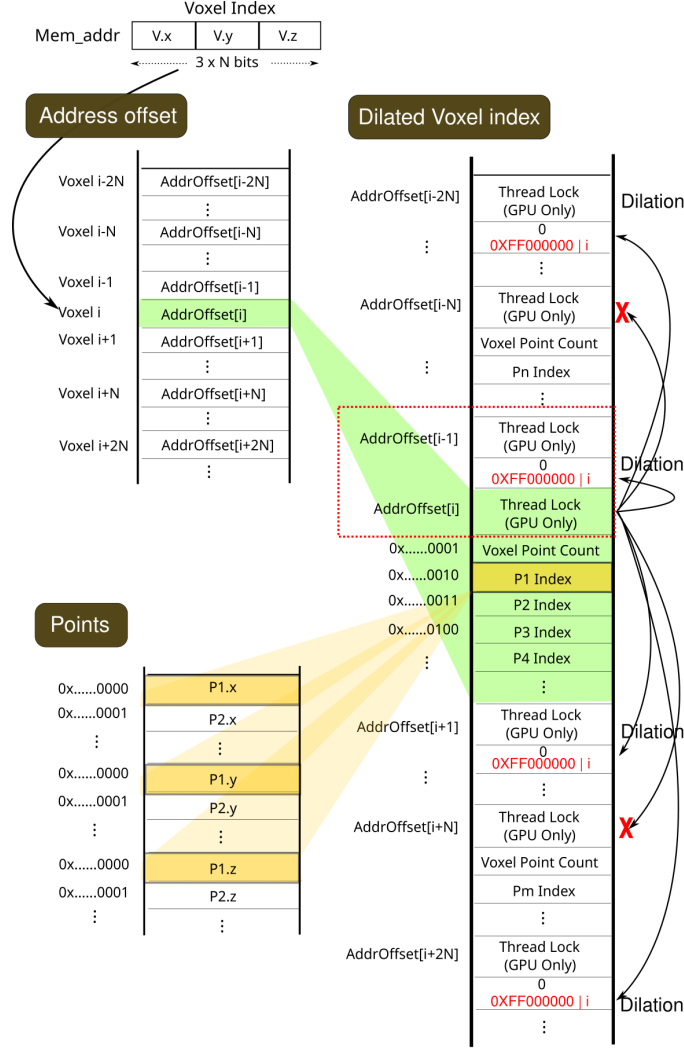 Voxel Index
Mem_addr
V.x V.y V.z
3 x N bits
Address offset
Voxel i-2N AddrOffset[i-2N]
⋮
Voxel i-N AddrOffset[i-N]
⋮
Voxel i-1 AddrOffset[i-1]
Voxel i AddrOffset[i]
Voxel i+1 AddrOffset[i+1]
⋮
Voxel i+N AddrOffset[i+N]
⋮
Voxel i+2N AddrOffset[i+2N]
⋮
Points
0x......0000 P1.x
0x......0001 P2.x
⋮ ⋮
0x......0000 P1.y
0x......0001 P2.y
⋮ ⋮
0x......0000 P1.z
0x......0001 P2.z
⋮ ⋮
Dilated Voxel index
AddrOffset[i-2N] Thread Lock Dilation
(GPU Only)
0
⋮ 0XFF000000 | i
⋮
AddrOffset[i-N] Thread Lock X
(GPU Only)
Voxel Point Count
⋮ Pn Index
⋮
AddrOffset[i-1] Thread Lock
(GPU Only)
0 Dilation
0XFF000000 | i
AddrOffset[i] Thread Lock
(GPU Only)
0x......0001 Voxel Point Count
0x......0010 P1 Index
0x......0011 P2 Index
0x......0100 P3 Index
⋮ P4 Index
⋮
AddrOffset[i+1] Thread Lock Dilation
(GPU Only)
0
⋮ 0XFF000000 | i
⋮
AddrOffset[i+N] Thread Lock X
(GPU Only)
Voxel Point Count
Pm Index
⋮
AddrOffset[i+2N] Thread Lock
(GPU Only)
0
0XFF000000 | i Dilation
⋮